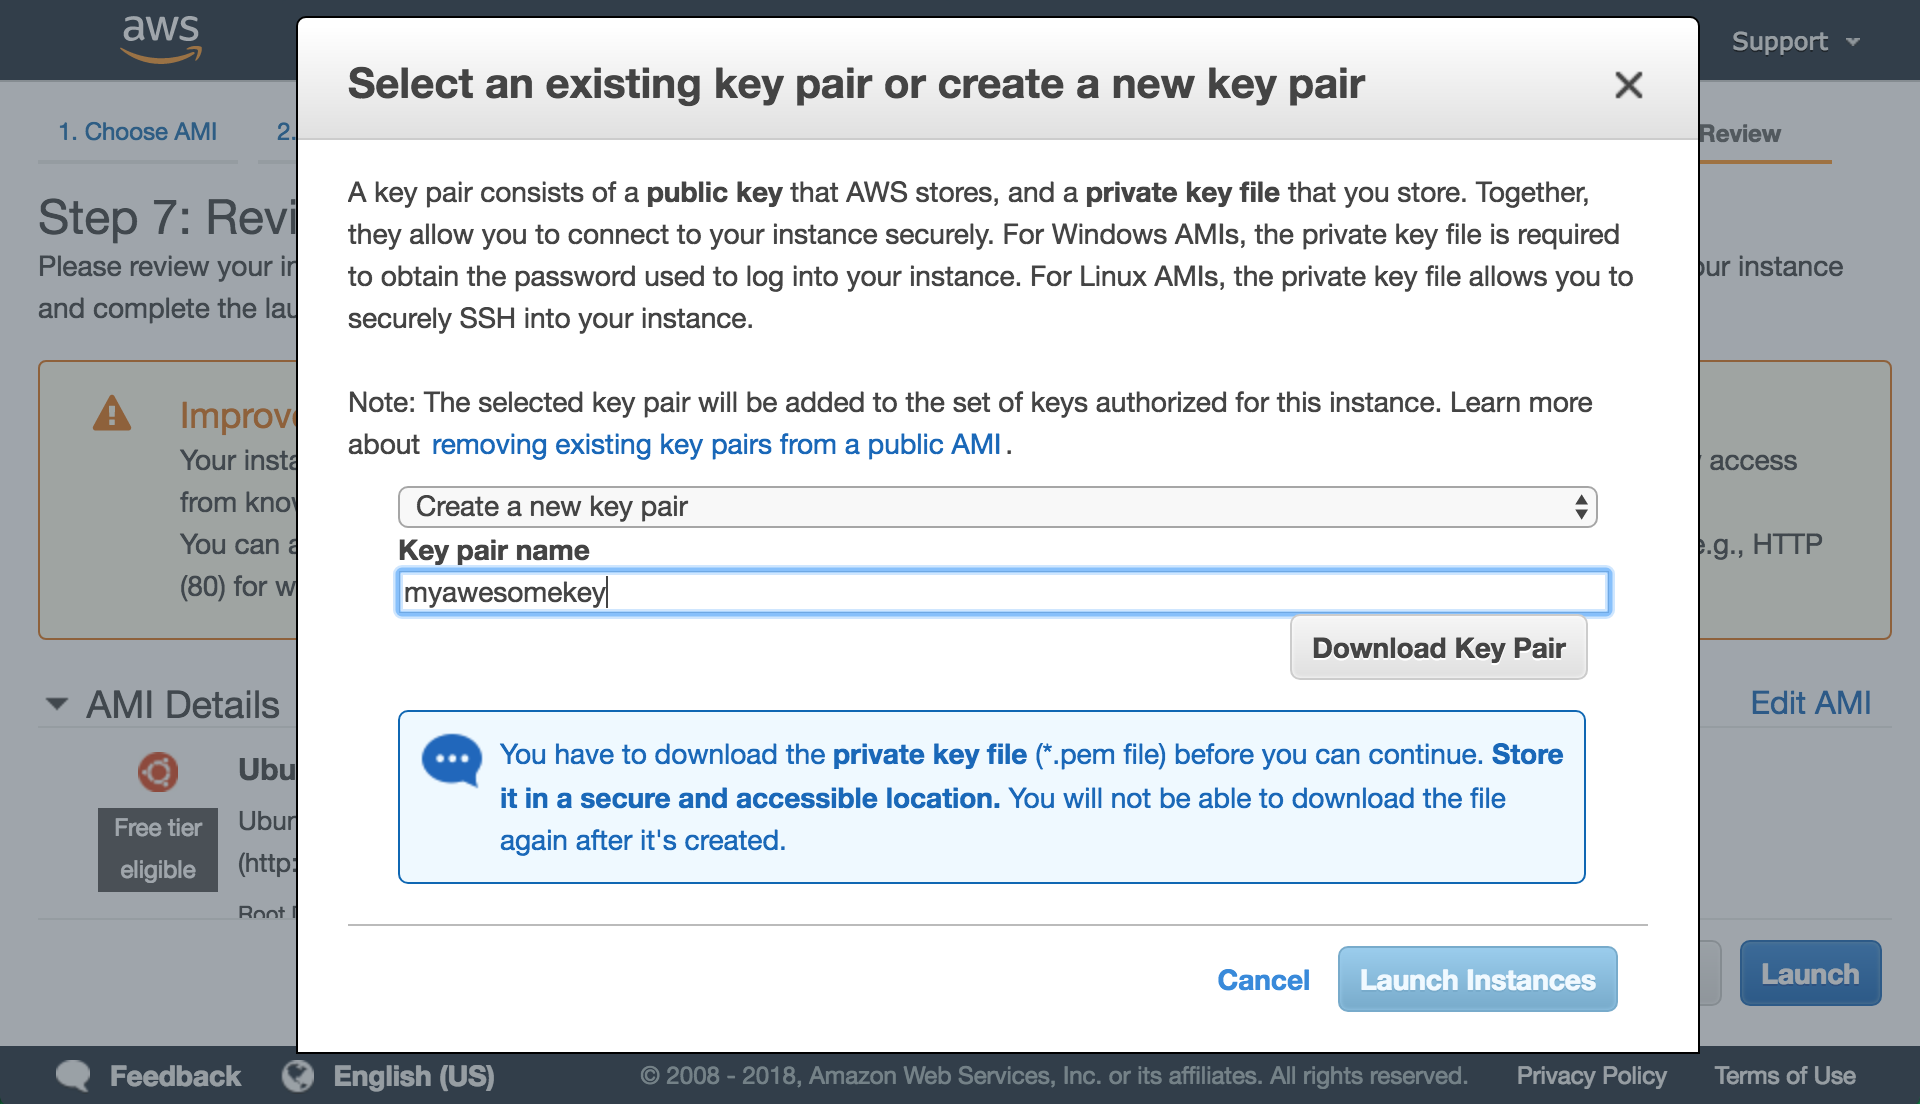 aws
Support
Select an existing key pair or create a new key pair
1. Choose AMI
2.
Review
A key pair consists of a public key that AWS stores, and a private key file that you store. Together,
they allow you to connect to your instance securely. For Windows AMIs, the private key file is required
to obtain the password used to log into your instance. For Linux AMIs, the private key file allows you to
securely SSH into your instance.
Step 7: Revi
Please review your in
and complete the lau
ur instance
Note: The selected key pair will be added to the set of keys authorized for this instance. Learn more
about removing existing key pairs from a public AMI.
Improve
Your insta
from know
You can a
(80) for w
access
e.g., HTTP
Create a new key pair
Key pair name
myawesomekey
Download Key Pair
You have to download the private key file (*.pem file) before you can continue. Store
it in a secure and accessible location. You will not be able to download the file
again after it's created.
AMI Details
Edit AMI
Ubu
Free tier
eligible
Ubun
(http:
Root
Cancel
Launch Instances
Launch
Feedback
English (US)
© 2008 - 2018, Amazon Web Services, Inc. or its affiliates. All rights reserved.
Privacy Policy
Terms of Use